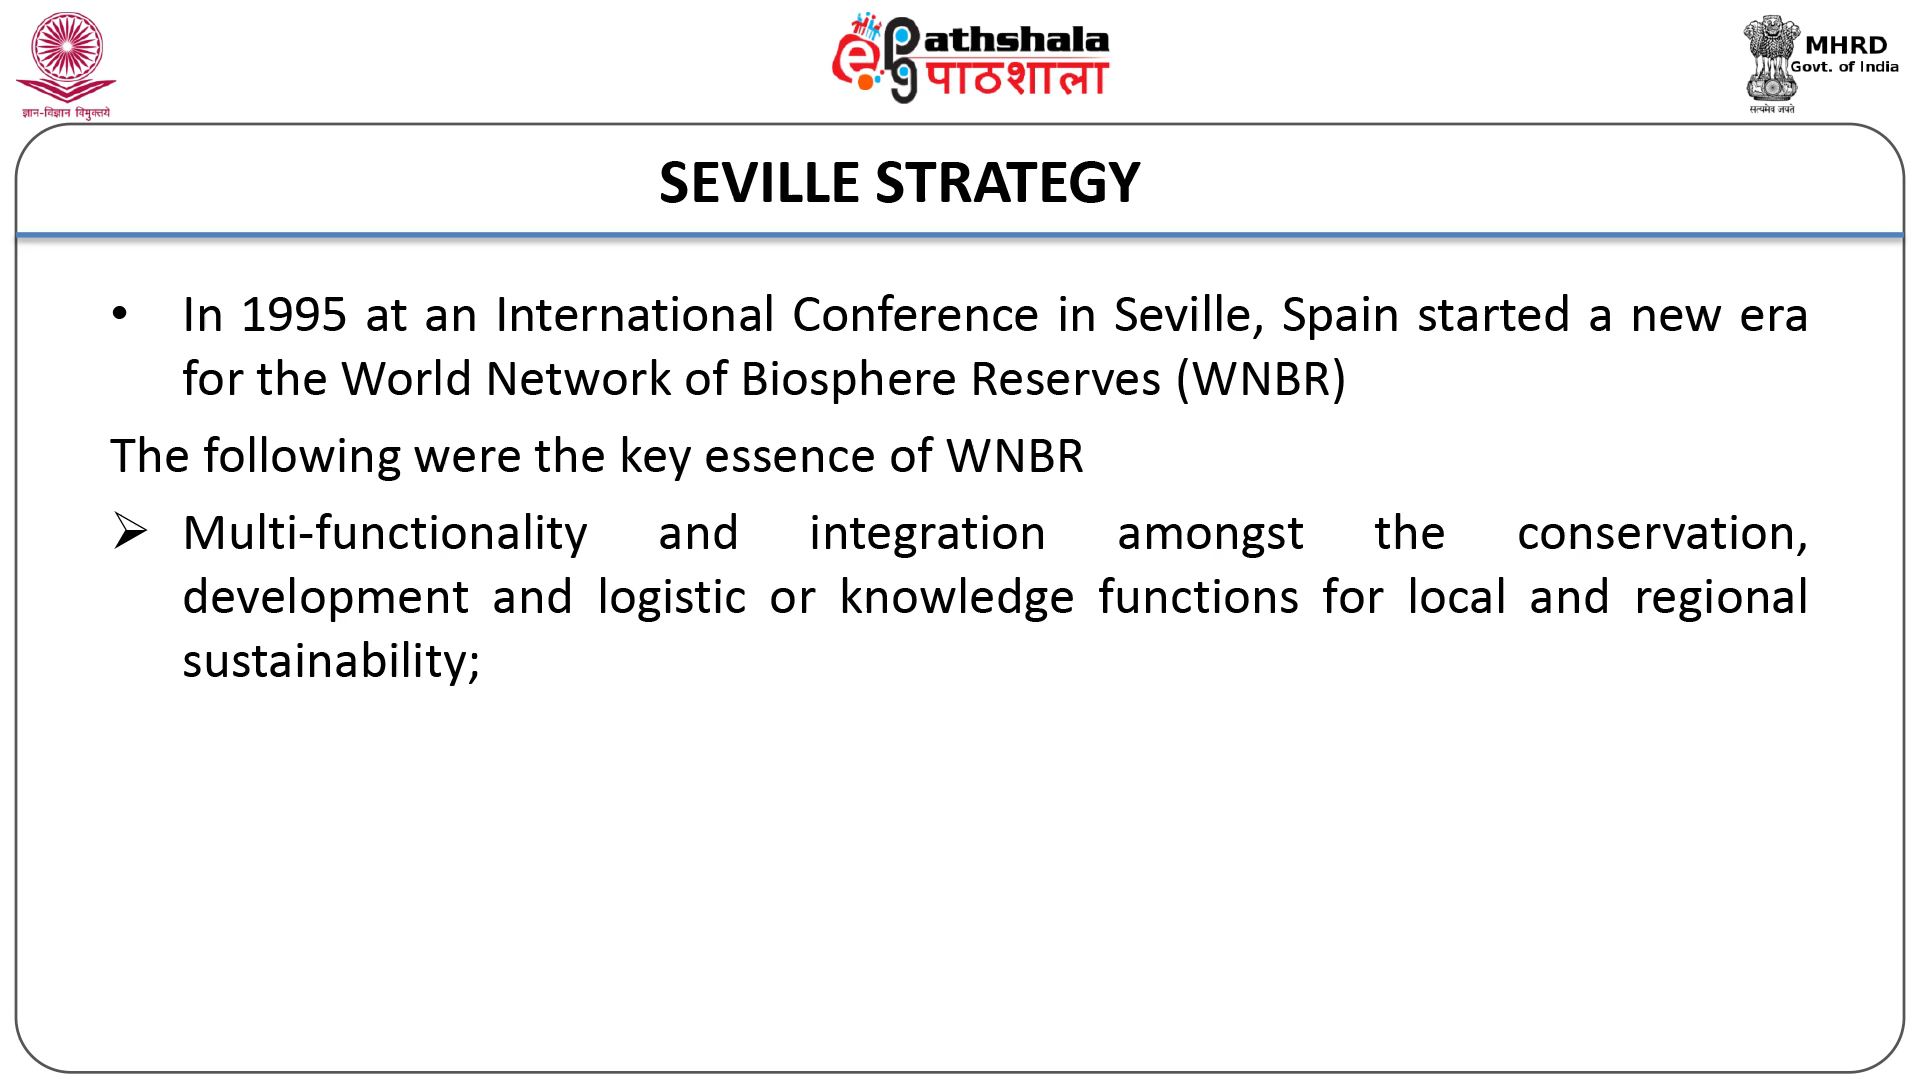 ज्ञान-विज्ञान विमुक्तये
ePathshala
पाठशाला
MHRD
Govt. of India
सत्यमेव जयते
SEVILLE STRATEGY
• In 1995 at an International Conference in Seville, Spain started a new era
for the World Network of Biosphere Reserves (WNBR)
The following were the key essence of WNBR
➢ Multi-functionality and integration amongst the conservation,
development and logistic or knowledge functions for local and regional
sustainability;